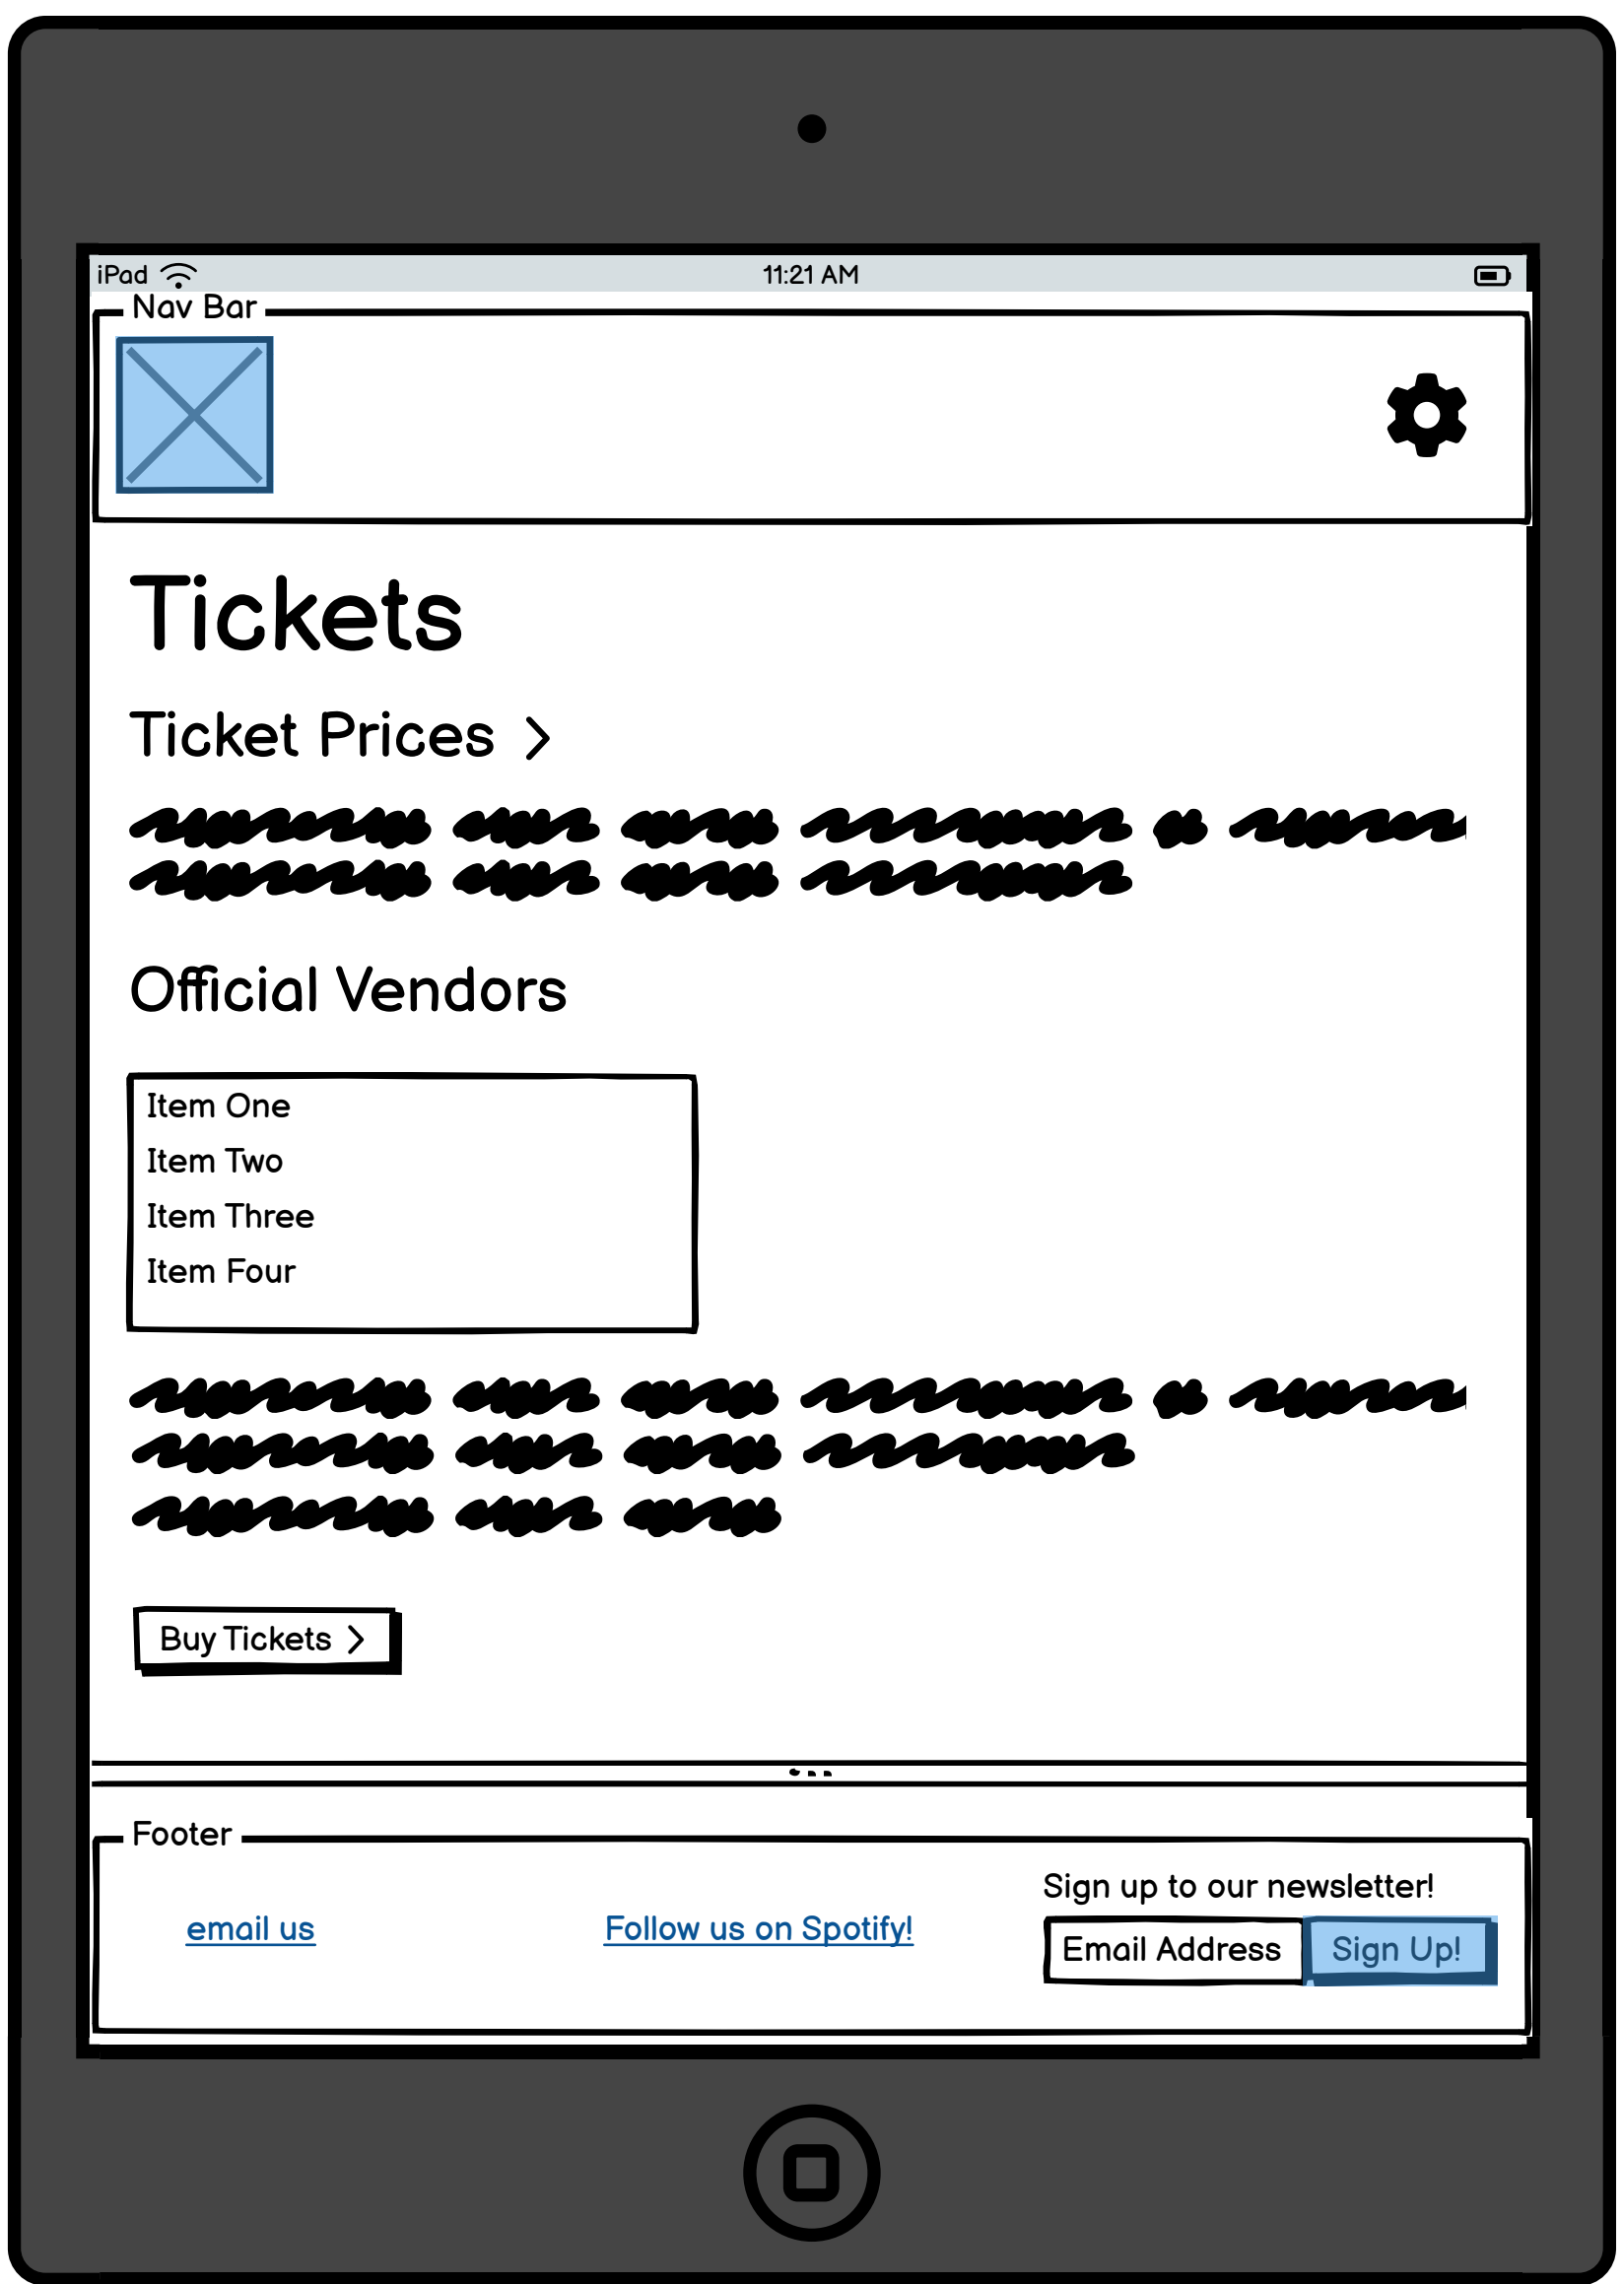 iPad 11:21 AM
Nav Bar
Tickets
Ticket Prices
Official Vendors
Item One
Item Two
Item Three
Item Four
Buy Tickets
Footer
email us
Follow us on Spotify!
Sign up to our newsletter!
Email Address
Sign Up!